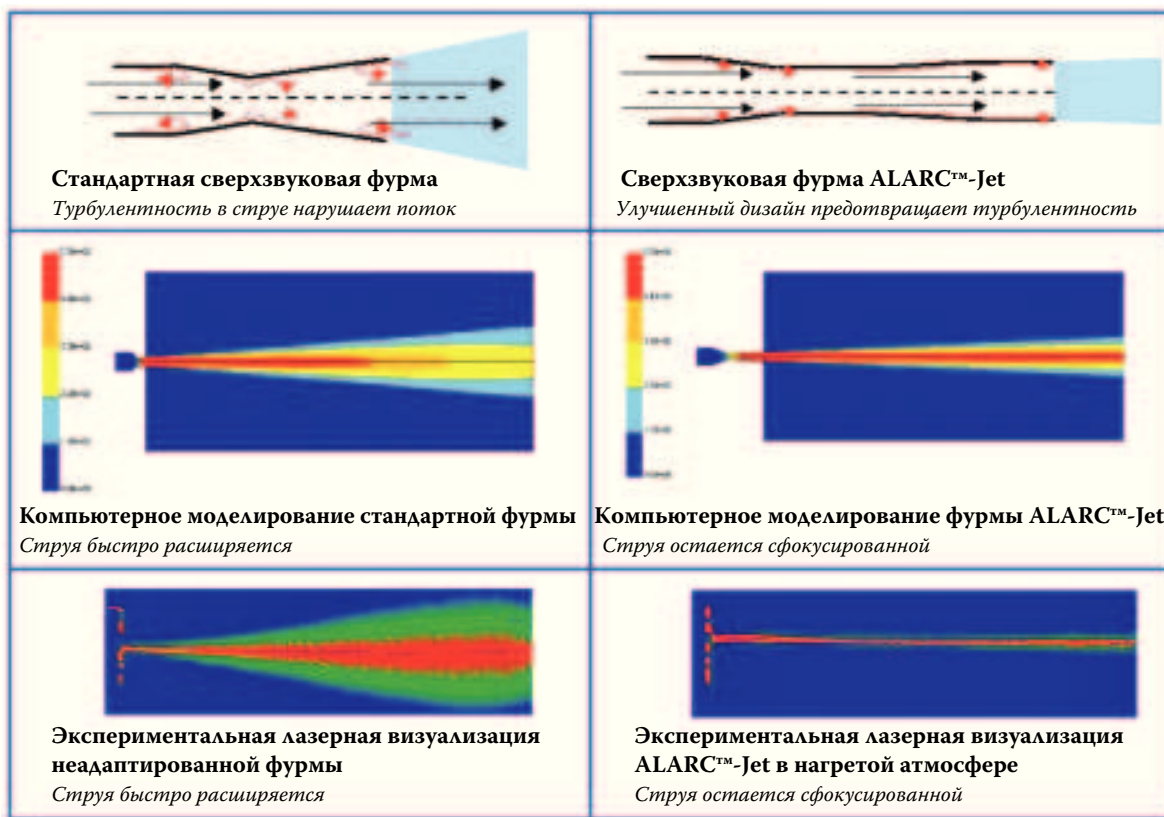 Стандартная сверхзвуковая фурма
Турбулентность в струе нарушает поток
Сверхзвуковая фурма ALARC™-Jet
Улучшенный дизайн предотвращает турбулентность
Компьютерное моделирование стандартной фурмы
Струя быстро расширяется
Компьютерное моделирование фурмы ALARC™-Jet
Струя остается сфокусированной
Экспериментальная лазерная визуализация
неадаптированной фурмы
Струя быстро расширяется
Экспериментальная лазерная визуализация
ALARC™-Jet в нагретой атмосфере
Струя остается сфокусированной